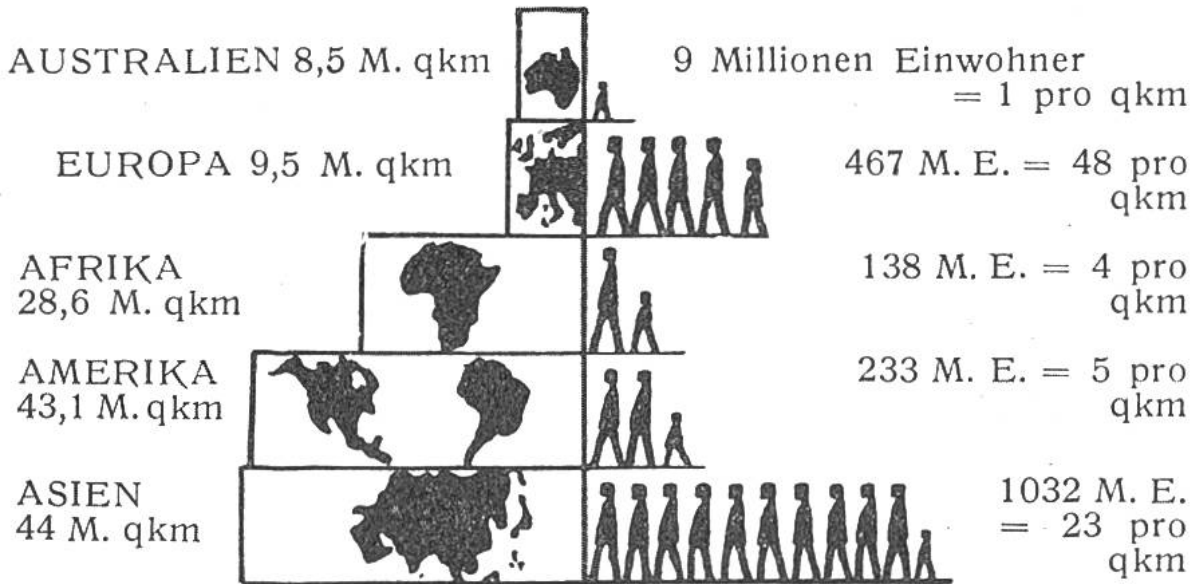 AUSTRALIEN 8,5 M. qkm
9 Millionen Einwohner
= 1 pro qkm
EUROPA 9,5 M. qkm
467 M. E. = 48 pro
qkm
AFRIKA
28,6 M. qkm
138 M. E. = 4 pro
qkm
AMERIKA
43,1 M. qkm
233 M. E. = 5 pro
qkm
ASIEN
44 M. qkm
1032 M. E.
= 23 pro
qkm